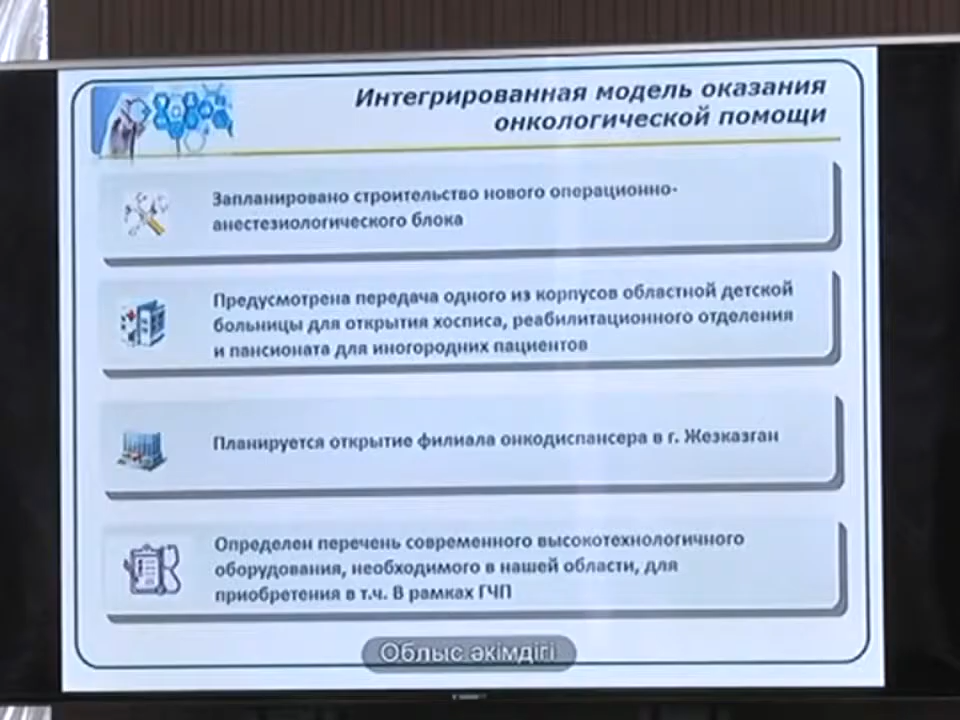 Интегрированная модель оказания
онкологической помощи
Запланировано строительство нового операционно-
анестезиологического блока
Предусмотрена передача одного из корпусов областной детской
больницы для открытия хосписа, реабилитационного отделения
и пансионата для иногородних пациентов
Планируется открытие филиала онкодиспансера в г. Жезказган
Определен перечень современного высокотехнологичного
оборудования, необходимого в нашей области, для
приобретения в т.ч. В рамках ГЧП
Облыс әкімдігі